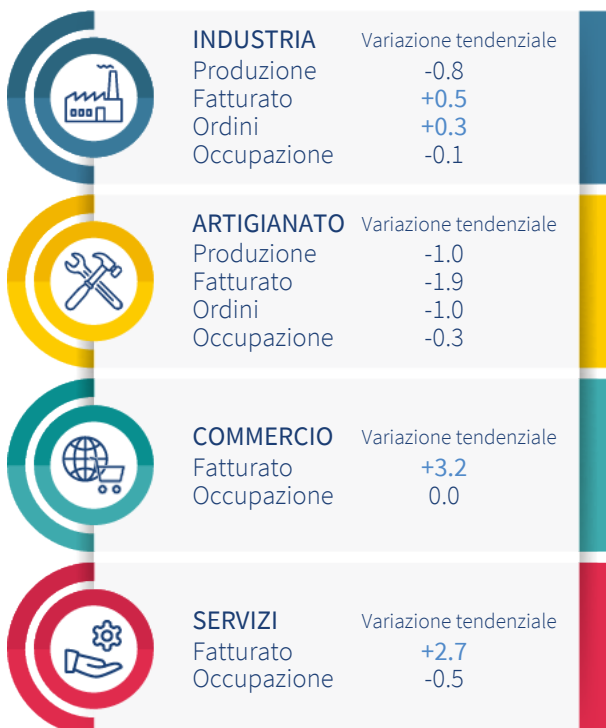 INDUSTRIA Variazione tendenziale
Produzione -0.8
Fatturato +0.5
Ordini +0.3
Occupazione -0.1
ARTIGIANATO Variazione tendenziale
Produzione -1.0
Fatturato -1.9
Ordini -1.0
Occupazione -0.3
COMMERCIO Variazione tendenziale
Fatturato +3.2
Occupazione 0.0
SERVIZI Variazione tendenziale
Fatturato +2.7
Occupazione -0.5